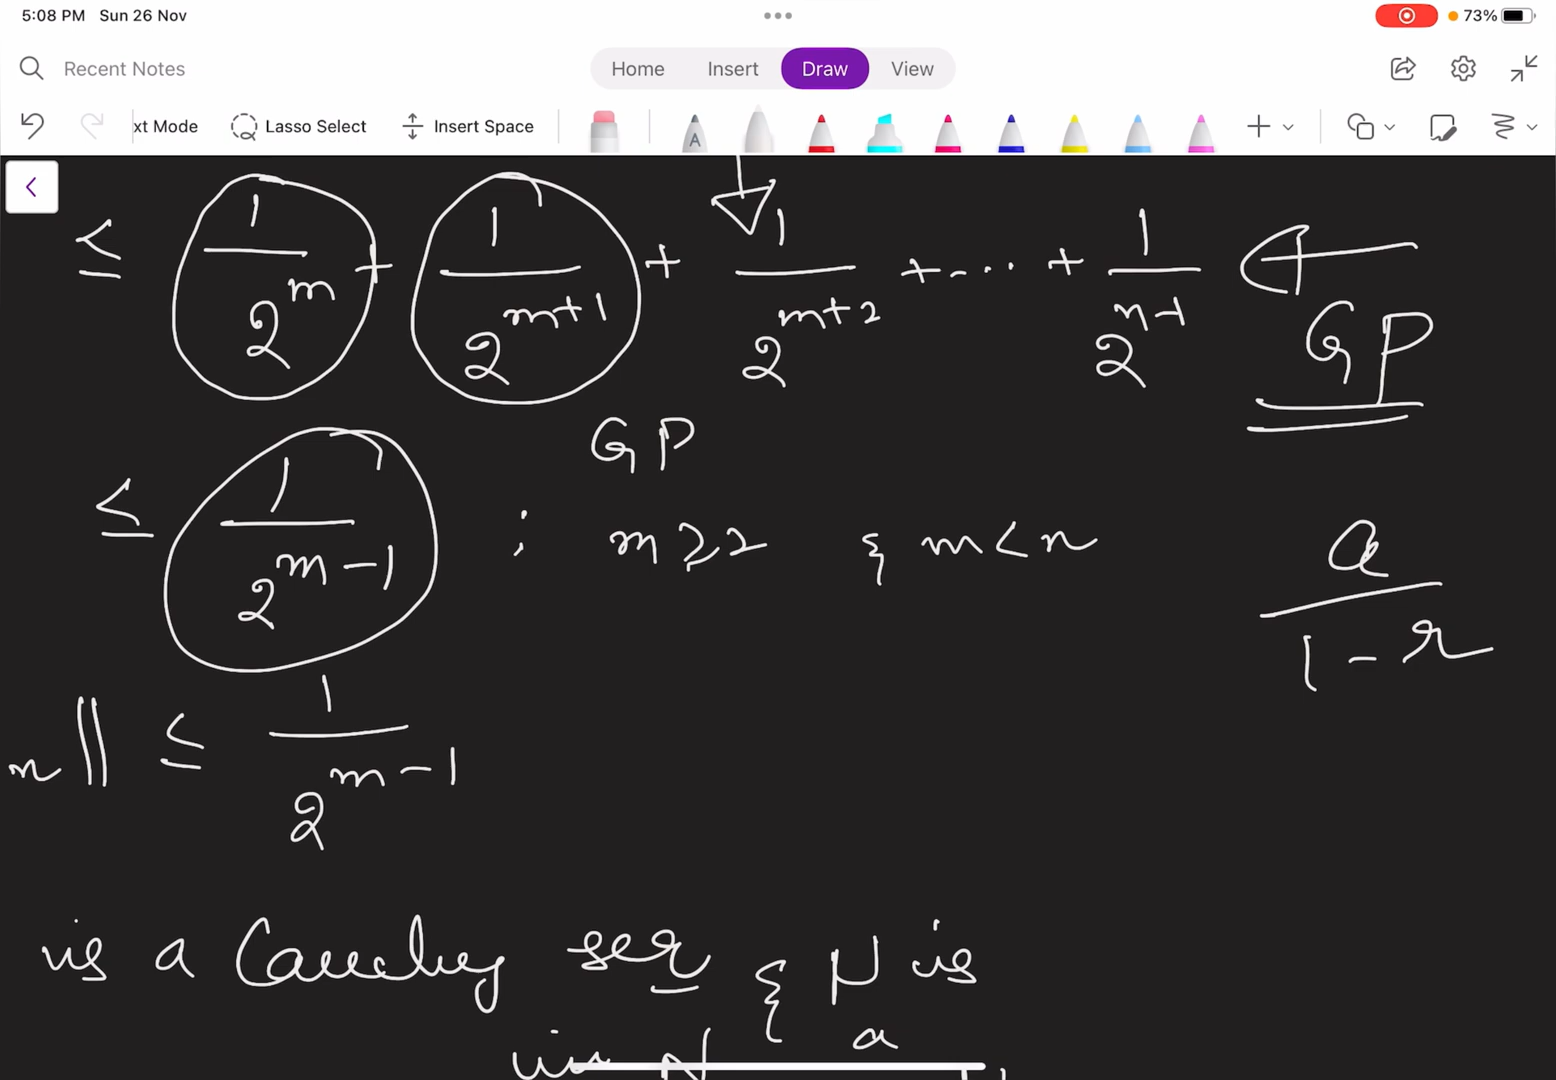 5:08 PM Sun 26 Nov
73%
Recent Notes
Home Insert Draw View
xt Mode Lasso Select Insert Space
A
≤ 1/2^m + 1/2^(m+1) + 1/2^(m+2) + - ·· + 1/2^(n-1)
GP
GP
≤ 1/2^(m-1) ; m ≥ 2 & m < n
a/(1-r)
n || ≤ 1/2^(m-1)
is a Cauchy seq & N is
a
in N